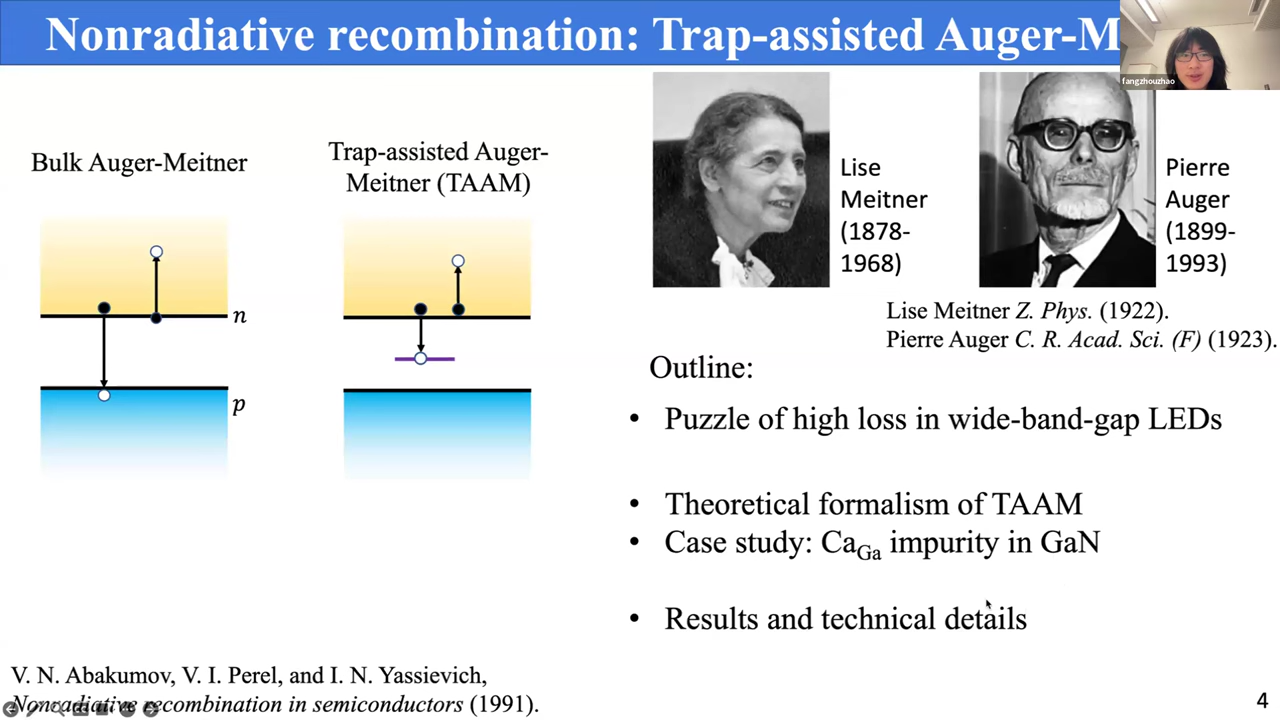 Nonradiative recombination: Trap-assisted Auger-M
fangzhouzhao
Bulk Auger-Meitner
Trap-assisted Auger-
Meitner (TAAM)
n
p
Lise
Meitner
(1878-
1968)
Pierre
Auger
(1899-
1993)
Lise Meitner Z. Phys. (1922).
Pierre Auger C. R. Acad. Sci. (F) (1923).
Outline:
• Puzzle of high loss in wide-band-gap LEDs
• Theoretical formalism of TAAM
• Case study: CaGa impurity in GaN
• Results and technical details
V. N. Abakumov, V. I. Perel, and I. N. Yassievich,
Nonradiative recombination in semiconductors (1991).
4